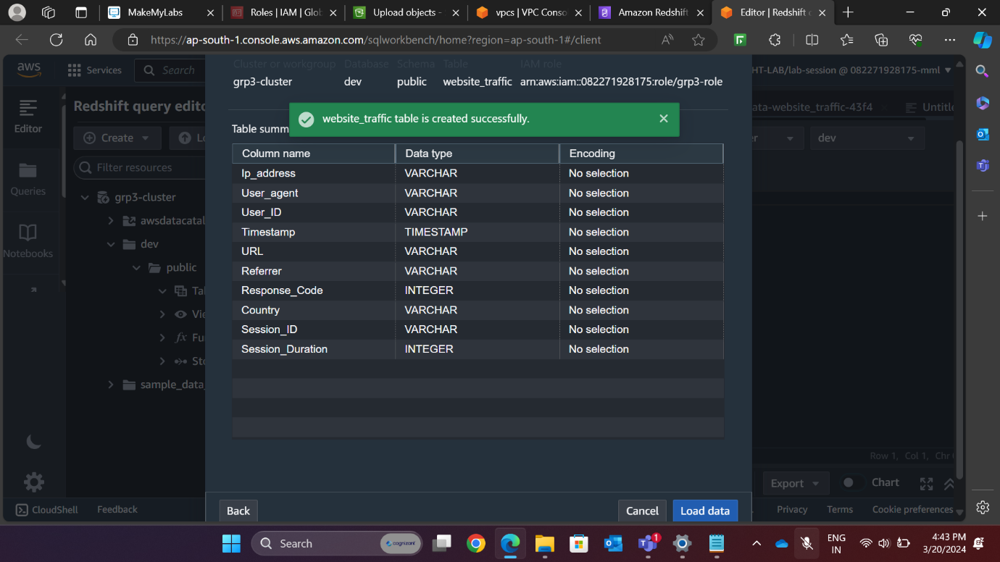 MakeMyLabs
Roles | IAM | Glob
Upload objects -
vpcs | VPC Conso
Amazon Redshift
Editor | Redshift
https://ap-south-1.console.aws.amazon.com/sqlworkbench/home?region=ap-south-1#/client
aws
Services
Search
HT-LAB/lab-session @ 082271928175-mml
Cluster or workgroup Database Schema Table IAM role
grp3-cluster dev public website_traffic arn:aws:iam::082271928175:role/grp3-role
Editor
Queries
Notebooks
Redshift query edito
Create
Filter resources
grp3-cluster
awsdatacatal
dev
public
Tal
Vie
Fu
Sto
sample_data_
website_traffic table is created successfully.
Table summ
Column name Data type Encoding
Ip_address VARCHAR No selection
User_agent VARCHAR No selection
User_ID VARCHAR No selection
Timestamp TIMESTAMP No selection
URL VARCHAR No selection
Referrer VARCHAR No selection
Response_Code INTEGER No selection
Country VARCHAR No selection
Session_ID VARCHAR No selection
Session_Duration INTEGER No selection
ata-website_traffic-43f4
Untitle
dev
Row 1, Col 1, Chr
Export
Chart
Back
Cancel
Load data
CloudShell
Feedback
Privacy
Terms
Cookie preferences
Search
cognizant
1
ENG
IN
4:43 PM
3/20/2024